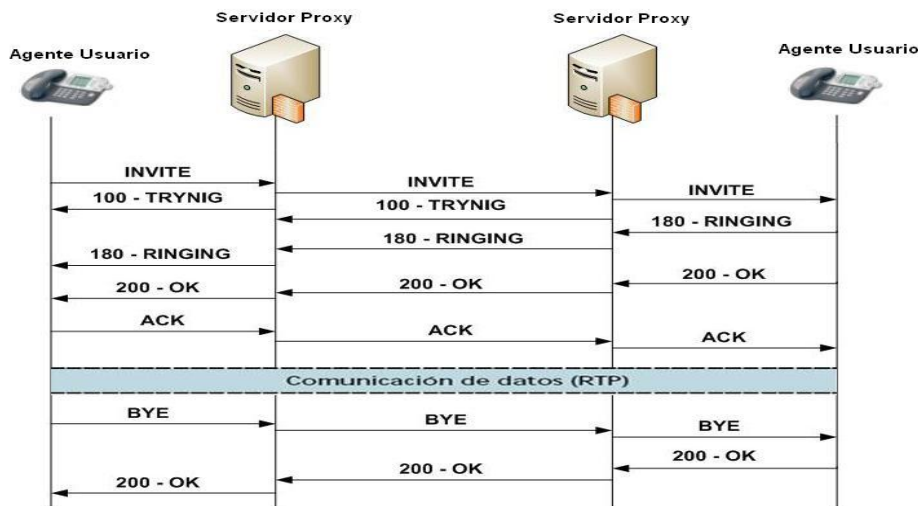 Servidor Proxy
Servidor Proxy
Agente Usuario
Agente Usuario
INVITE
INVITE
INVITE
100 - TRYNIG
100 - TRYNIG
180 - RINGING
180 - RINGING
180 - RINGING
200 - OK
200 - OK
200 - OK
ACK
ACK
ACK
Comunicación de datos (RTP)
BYE
BYE
BYE
200 - OK
200 - OK
200 - OK